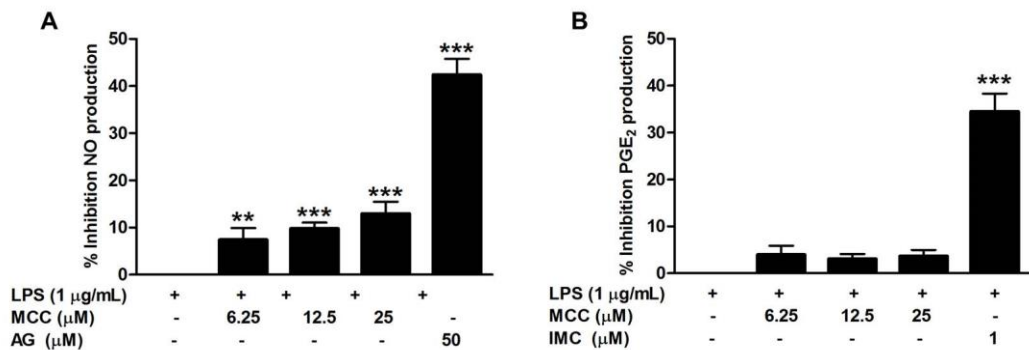 A
% Inhibition NO production
50
40
30
20
10
0
** *** *** ***
LPS (1 μg/mL) + + + + +
MCC (μM) - 6.25 12.5 25 -
AG (μM) - - - - 50
B
% Inhibition PGE2 production
50
40
30
20
10
0
***
LPS (1 μg/mL) + + + + +
MCC (μM) - 6.25 12.5 25 -
IMC (μM) - - - - 1